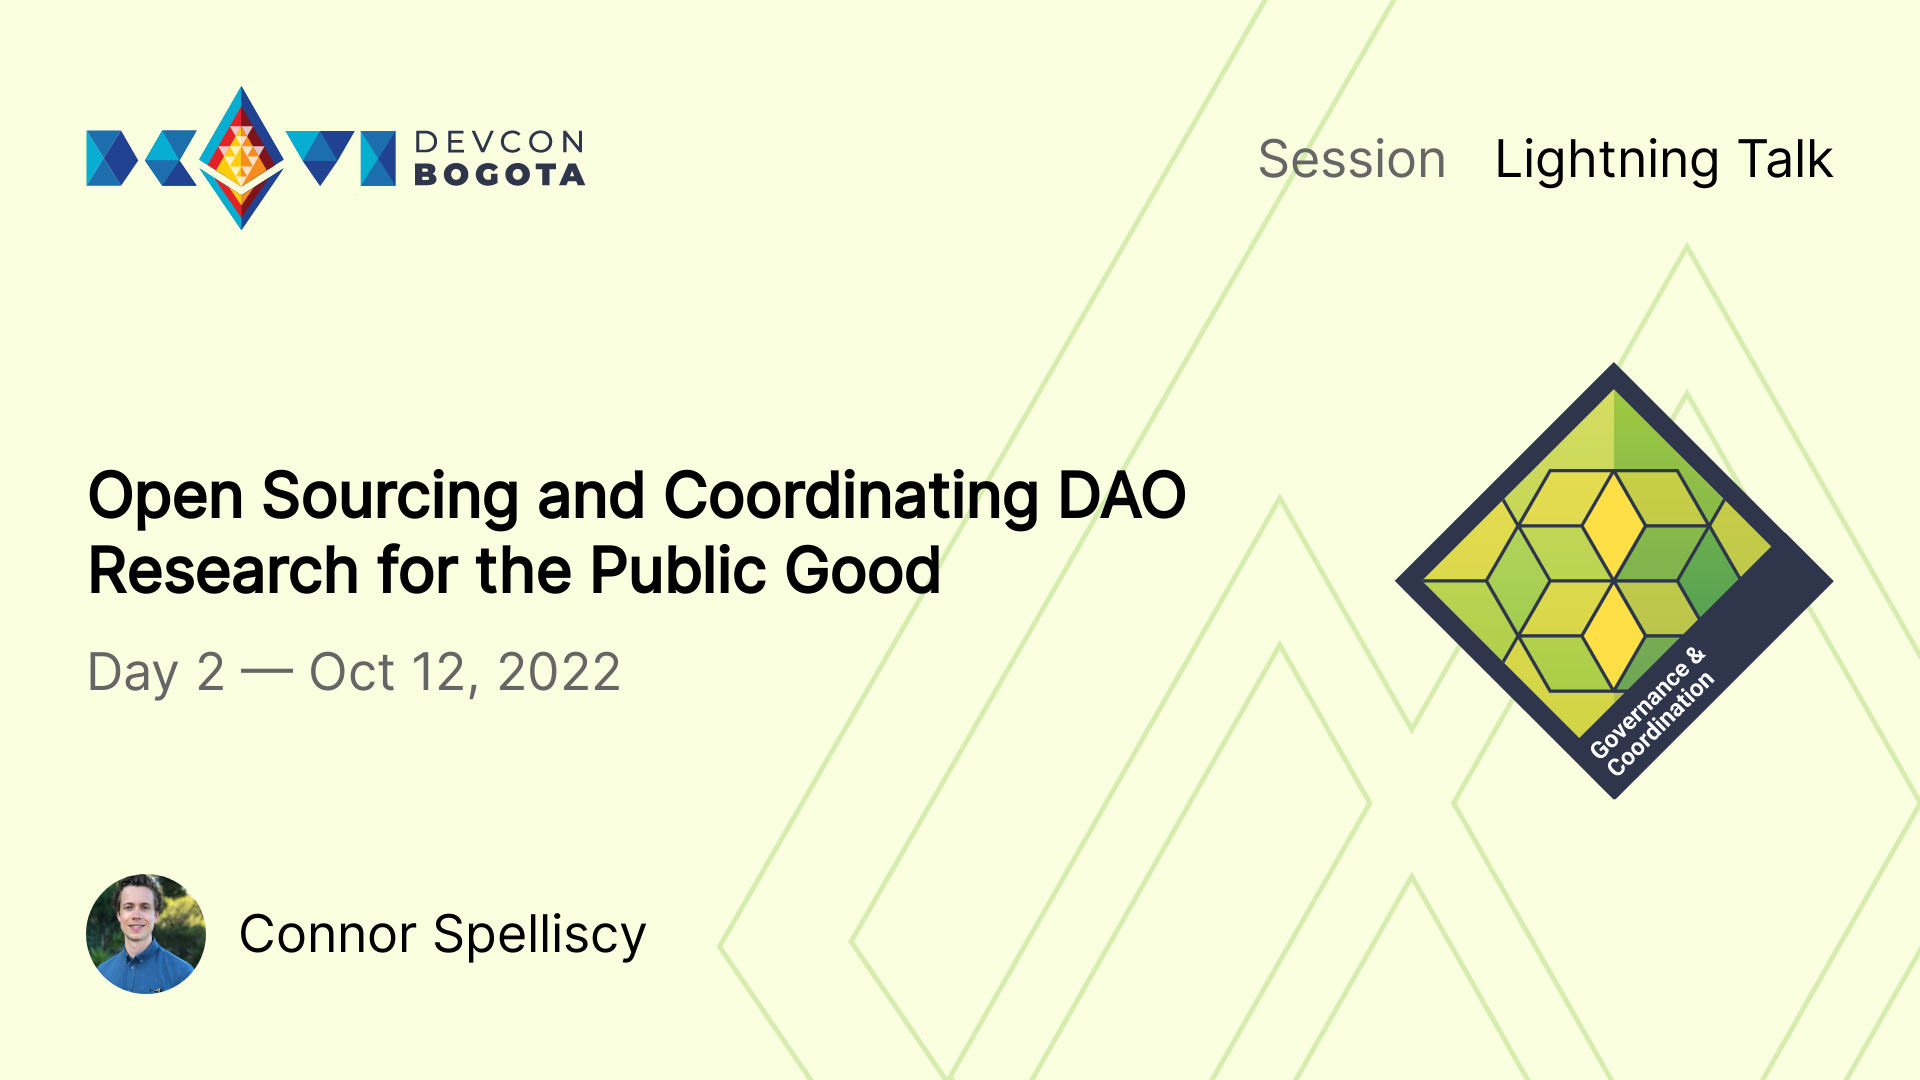 DEVCON
BOGOTA
Session Lightning Talk
Open Sourcing and Coordinating DAO
Research for the Public Good
Day 2 — Oct 12, 2022
Governance &
Coordination
Connor Spelliscy